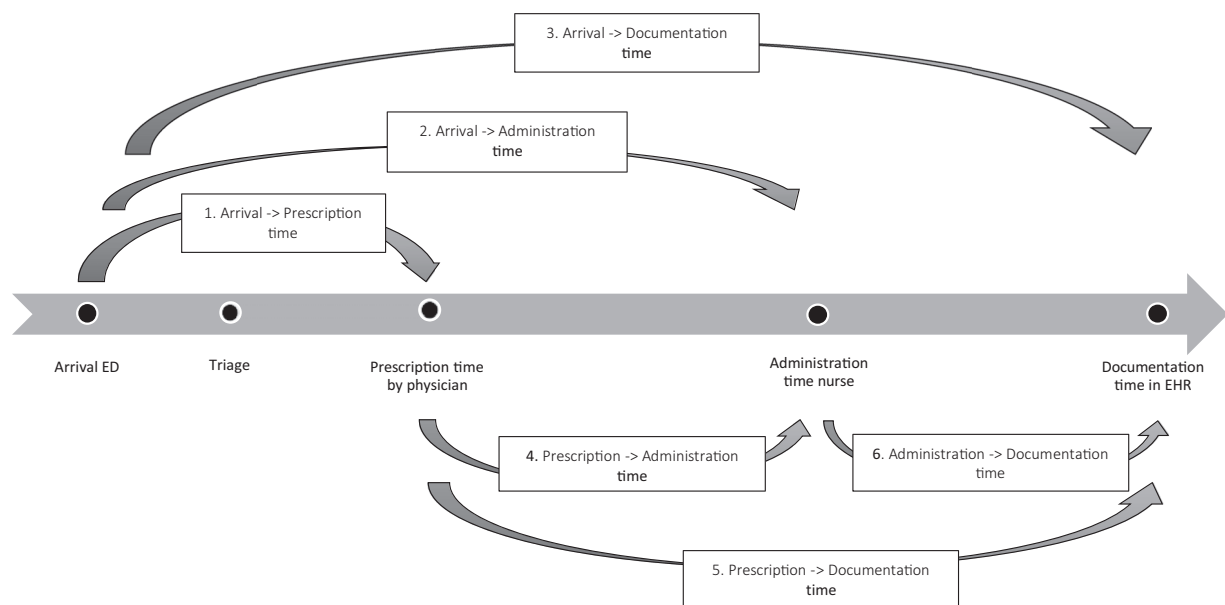 3. Arrival -> Documentation
time
2. Arrival -> Administration
time
1. Arrival -> Prescription
time
Arrival ED
Triage
Prescription time
by physician
Administration
time nurse
Documentation
time in EHR
4. Prescription -> Administration
time
6. Administration -> Documentation
time
5. Prescription -> Documentation
time